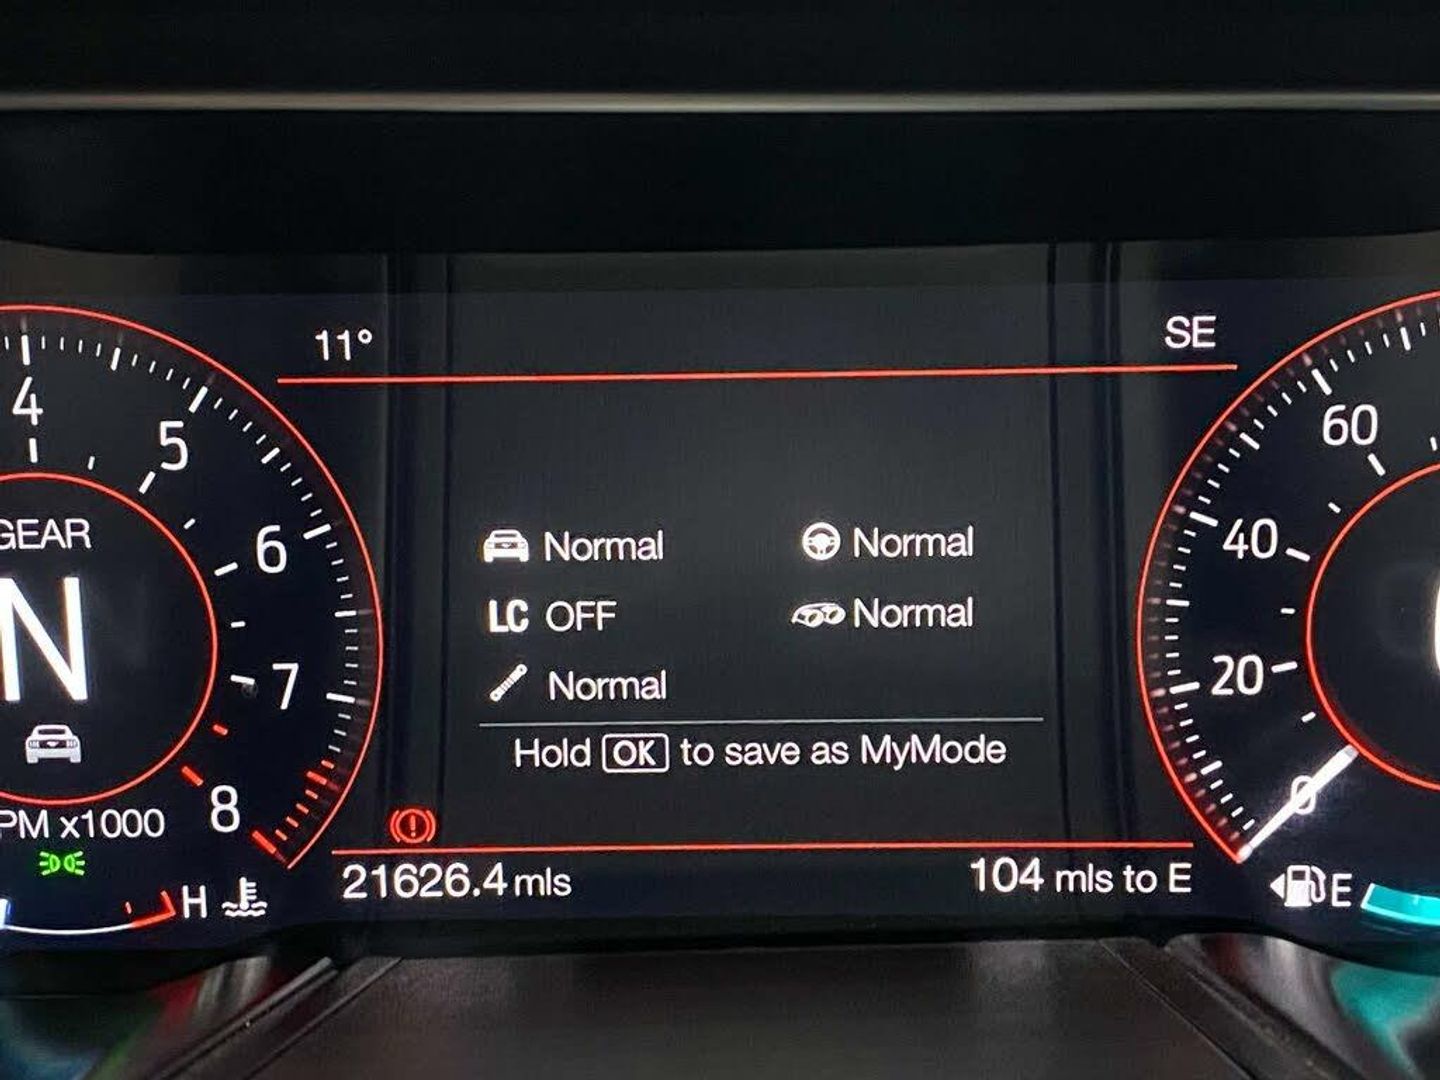 11° SE
4
5
6
7
8
GEAR
N
PM x1000
H
Normal Normal
LC OFF Normal
Normal
Hold OK to save as MyMode
21626.4 mls 104 mls to E
60
40
20
0
E